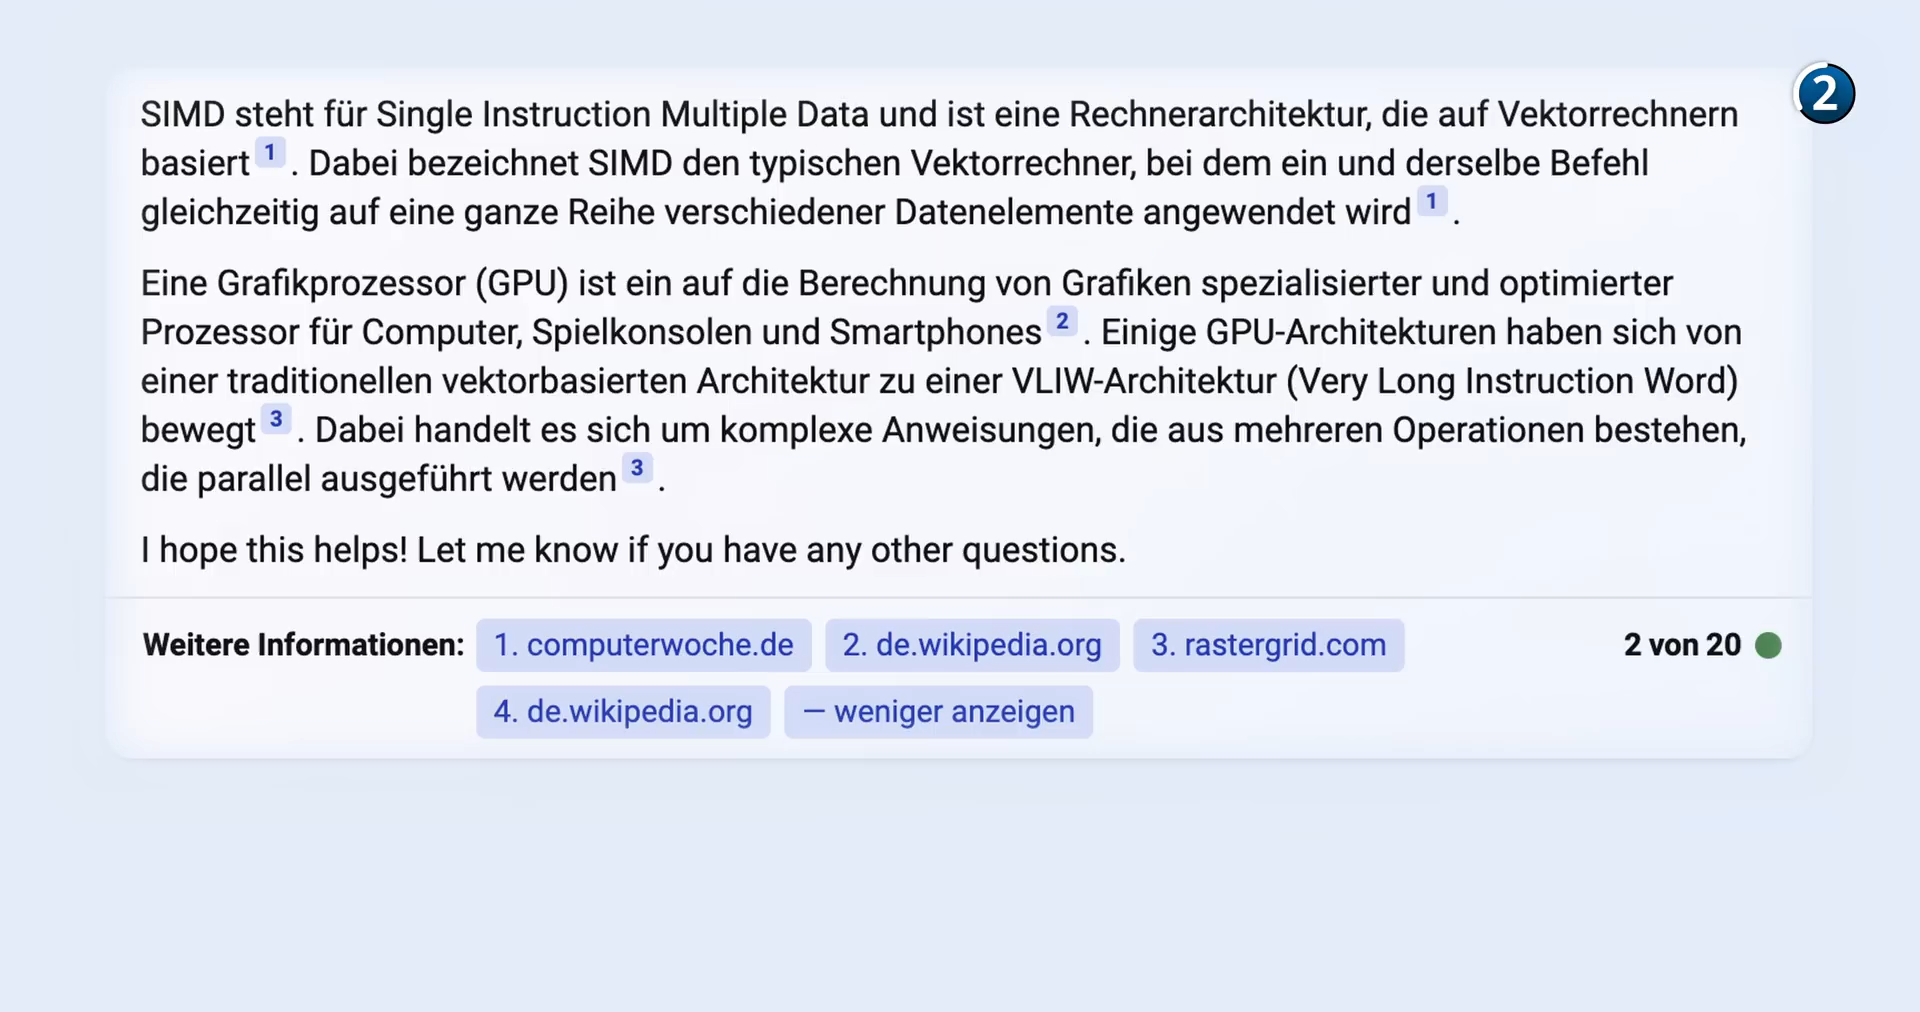 2
SIMD steht für Single Instruction Multiple Data und ist eine Rechnerarchitektur, die auf Vektorrechnern
basiert 1 . Dabei bezeichnet SIMD den typischen Vektorrechner, bei dem ein und derselbe Befehl
gleichzeitig auf eine ganze Reihe verschiedener Datenelemente angewendet wird 1 .
Eine Grafikprozessor (GPU) ist ein auf die Berechnung von Grafiken spezialisierter und optimierter
Prozessor für Computer, Spielkonsolen und Smartphones 2 . Einige GPU-Architekturen haben sich von
einer traditionellen vektorbasierten Architektur zu einer VLIW-Architektur (Very Long Instruction Word)
bewegt 3 . Dabei handelt es sich um komplexe Anweisungen, die aus mehreren Operationen bestehen,
die parallel ausgeführt werden 3 .
I hope this helps! Let me know if you have any other questions.
Weitere Informationen: 1. computerwoche.de 2. de.wikipedia.org 3. rastergrid.com 2 von 20
4. de.wikipedia.org — weniger anzeigen